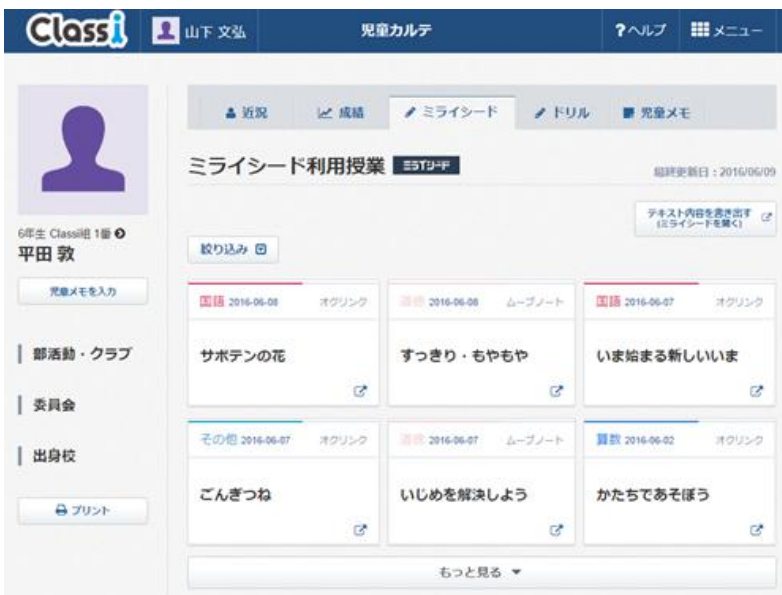 Classi 山下 文弘 児童カルテ ?ヘルプ メニュー
近況 成績 ミライシード ドリル 児童メモ
ミライシード利用授業 ミライシード
最終更新日:2016/06/09
テキスト内容を書き出す
(ミライシードを開く)
6年生 Classi組 1番
平田 敦
絞り込み
児童メモを入力
国語 2016-06-08 オクリンク
道徳 2016-06-08 ムーブノート
国語 2016-06-07 オクリンク
サボテンの花
すっきり・もやもや
いま始まる新しいいま
部活動・クラブ
委員会
出身校
プリント
その他 2016-06-07 オクリンク
道徳 2016-06-07 ムーブノート
算数 2016-06-02 オクリンク
ごんぎつね
いじめを解決しよう
かたちであそぼう
もっと見る